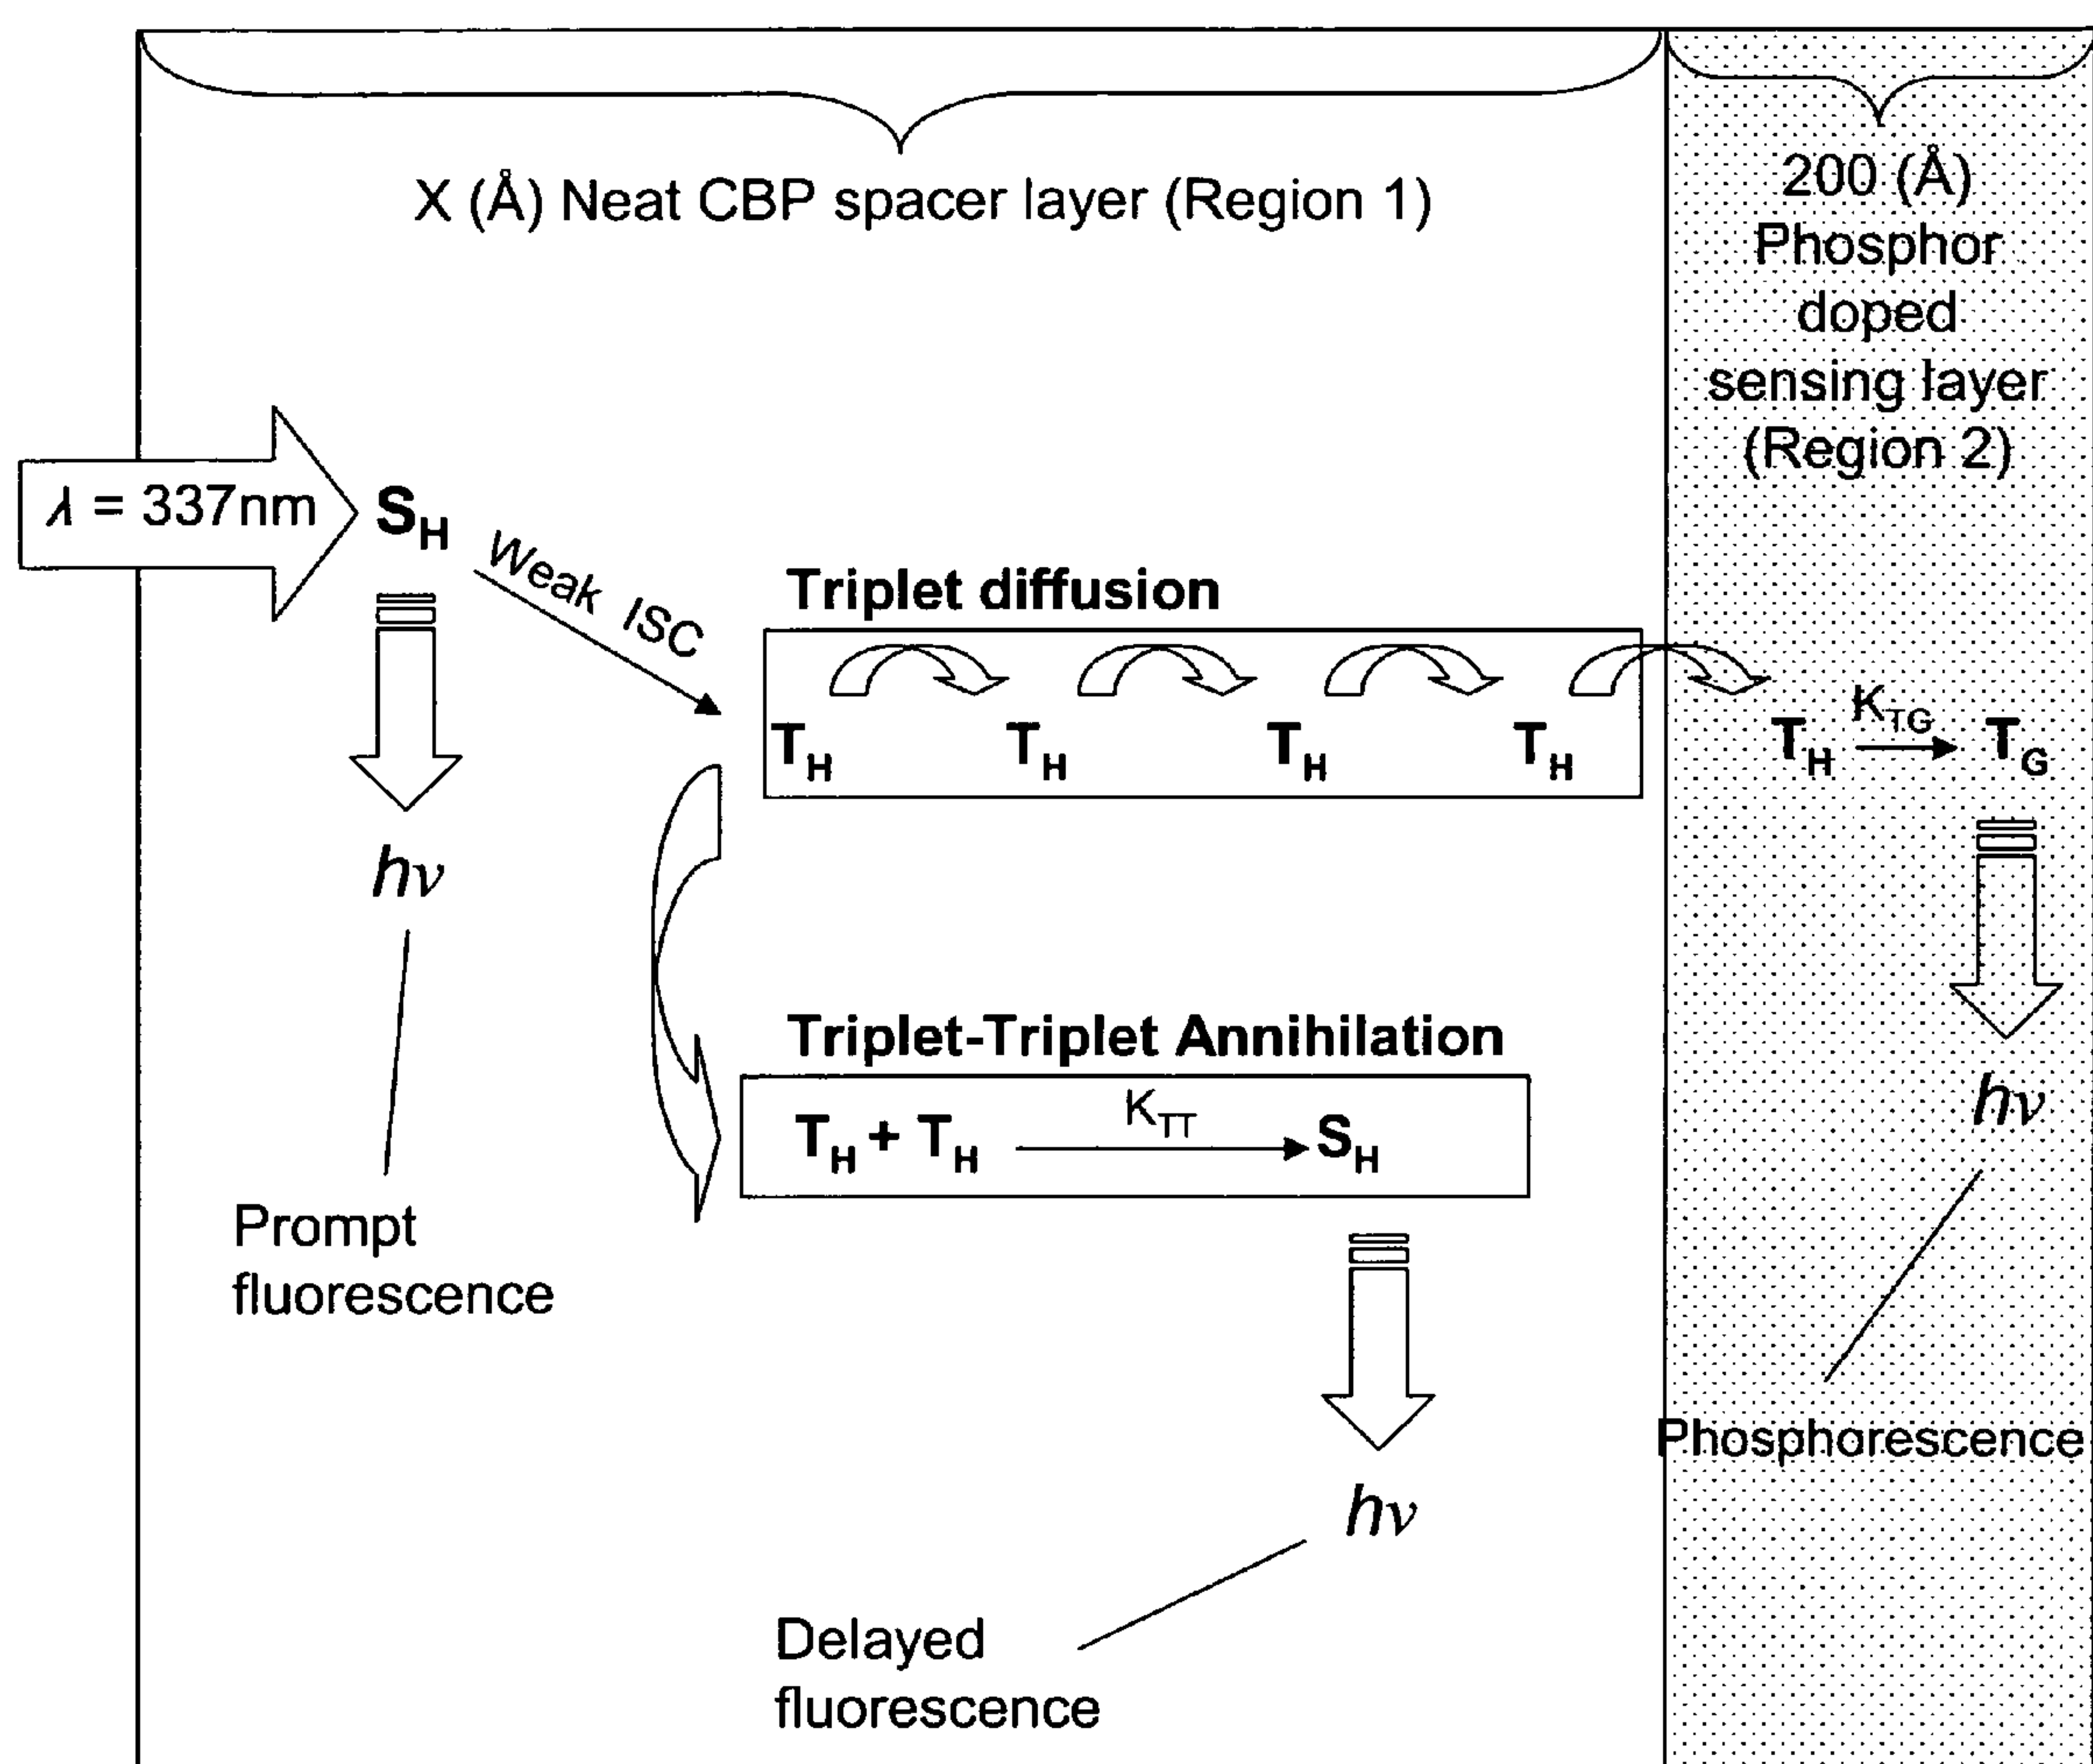 X (Å) Neat CBP spacer layer (Region 1)
200 (Å)
Phosphor
doped
sensing layer
(Region 2)
λ = 337nm
S_H
Weak ISC
Triplet diffusion
T_H T_H T_H T_H
T_H K_TG T_G
hν
hν
Triplet-Triplet Annihilation
T_H + T_H K_TT S_H
Prompt
fluorescence
Phosphorescence
hν
Delayed
fluorescence